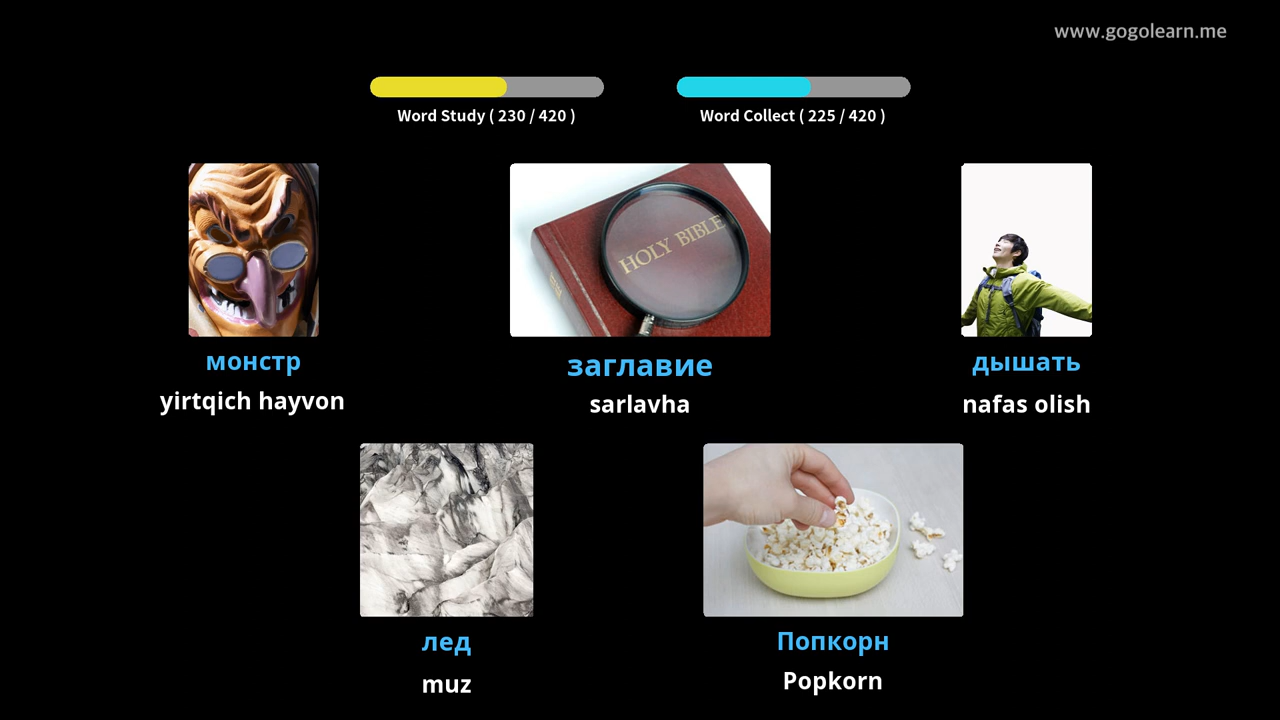 www.gogolearn.me
Word Study ( 230 / 420 )
Word Collect ( 225 / 420 )
HOLY BIBLE
монстр
yirtqich hayvon
заглавие
sarlavha
дышать
nafas olish
лед
muz
Попкорн
Popkorn